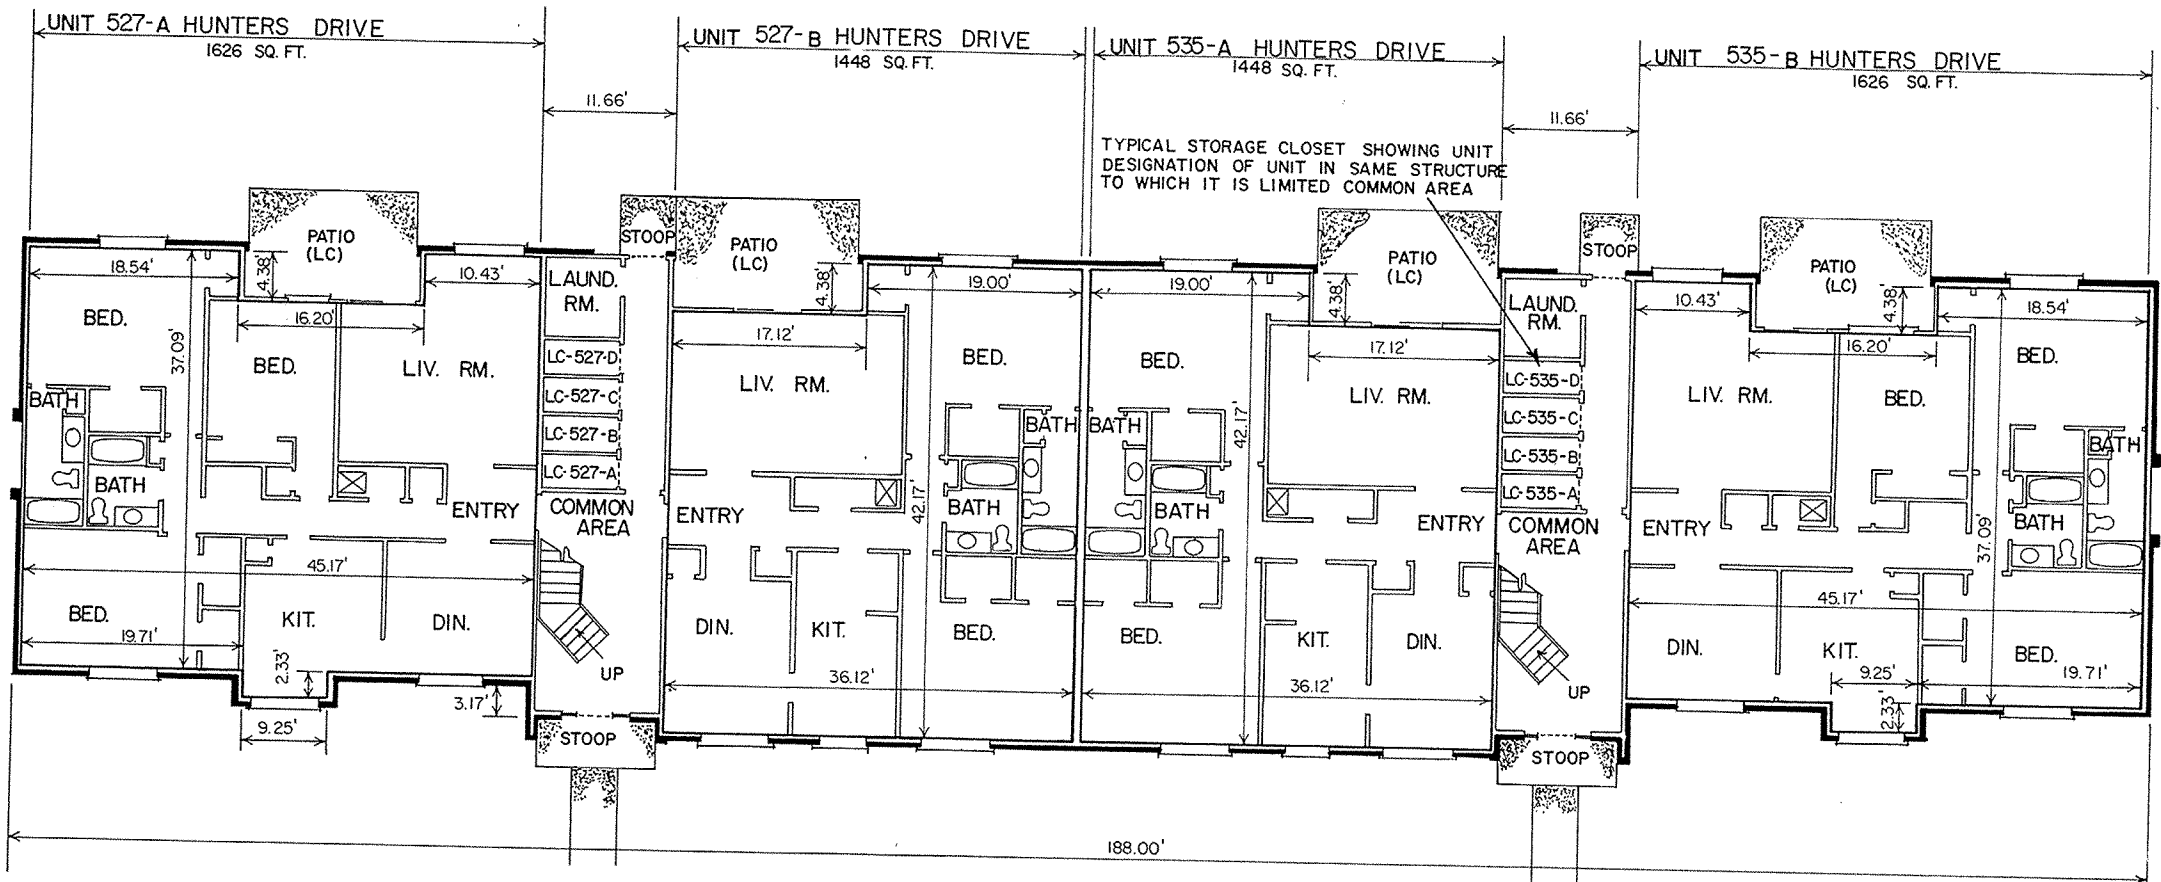 UNIT 527-A HUNTERS DRIVE
1626 SQ. FT.
UNIT 527-B HUNTERS DRIVE
1448 SQ. FT.
UNIT 535-A HUNTERS DRIVE
1448 SQ. FT.
UNIT 535-B HUNTERS DRIVE
1626 SQ. FT.
11.66'
11.66'
TYPICAL STORAGE CLOSET SHOWING UNIT
DESIGNATION OF UNIT IN SAME STRUCTURE
TO WHICH IT IS LIMITED COMMON AREA
PATIO
(LC)
18.54'
4.38'
10.43'
16.20'
37.09'
BED.
BED.
LIV. RM.
BATH
BATH
ENTRY
45.17'
BED.
19.71'
KIT.
DIN.
2.33'
9.25'
3.17'
STOOP
LAUND.
RM.
LC-527-D
LC-527-C
LC-527-B
LC-527-A
COMMON
AREA
UP
STOOP
PATIO
(LC)
4.38'
19.00'
17.12'
LIV. RM.
BED.
BATH
BATH
42.17'
ENTRY
DIN.
KIT.
BED.
36.12'
PATIO
(LC)
19.00'
4.38'
17.12'
BED.
LIV. RM.
BATH
BATH
42.17'
ENTRY
BED.
KIT.
DIN.
36.12'
STOOP
LAUND.
RM.
LC-535-D
LC-535-C
LC-535-B
LC-535-A
COMMON
AREA
UP
STOOP
PATIO
(LC)
10.43'
4.38'
18.54'
16.20'
LIV. RM.
BED.
BED.
BATH
BATH
ENTRY
37.09'
45.17'
DIN.
KIT.
BED.
9.25'
19.71'
2.33'
188.00'